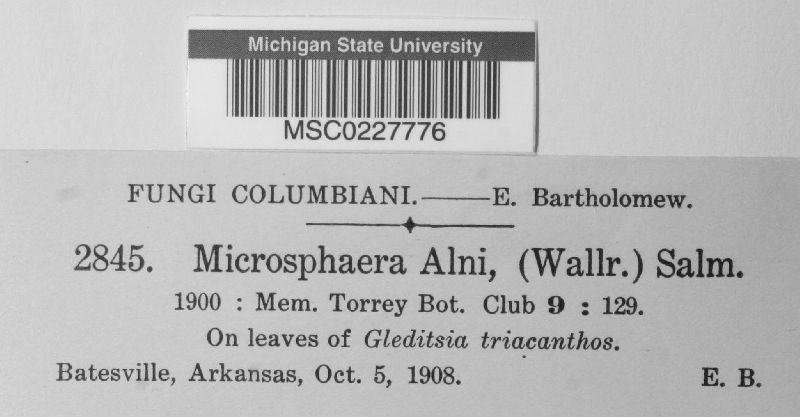 Michigan State University
MSC0227776
FUNGI COLUMBIANI.——E. Bartholomew.
2845. Microsphaera Alni, (Wallr.) Salm.
1900 : Mem. Torrey Bot. Club 9 : 129.
On leaves of Gleditsia triacanthos.
Batesville, Arkansas, Oct. 5, 1908. E. B.